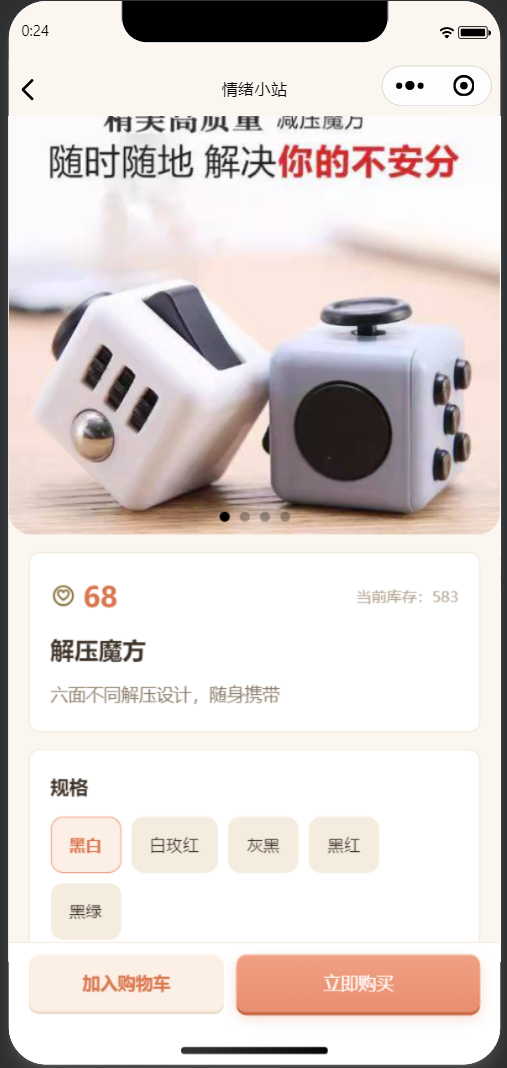 0:24
情绪小站
精美高质量 减压魔方
随时随地 解决你的不安分
68
当前库存：583
解压魔方
六面不同解压设计，随身携带
规格
黑白
白玫红
灰黑
黑红
黑绿
加入购物车
立即购买